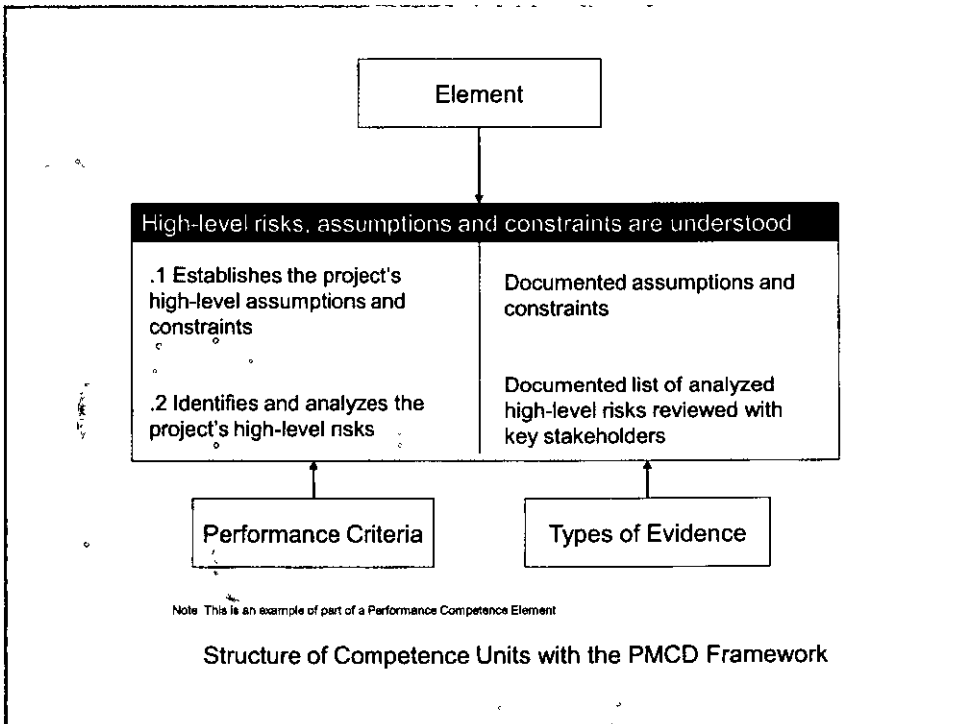 Element
High-level risks, assumptions and constraints are understood
.1 Establishes the project's
high-level assumptions and
constraints
Documented assumptions and
constraints
.2 Identifies and analyzes the
project's high-level risks
Documented list of analyzed
high-level risks reviewed with
key stakeholders
Performance Criteria
Types of Evidence
Note This is an example of part of a Performance Competence Element
Structure of Competence Units with the PMCD Framework